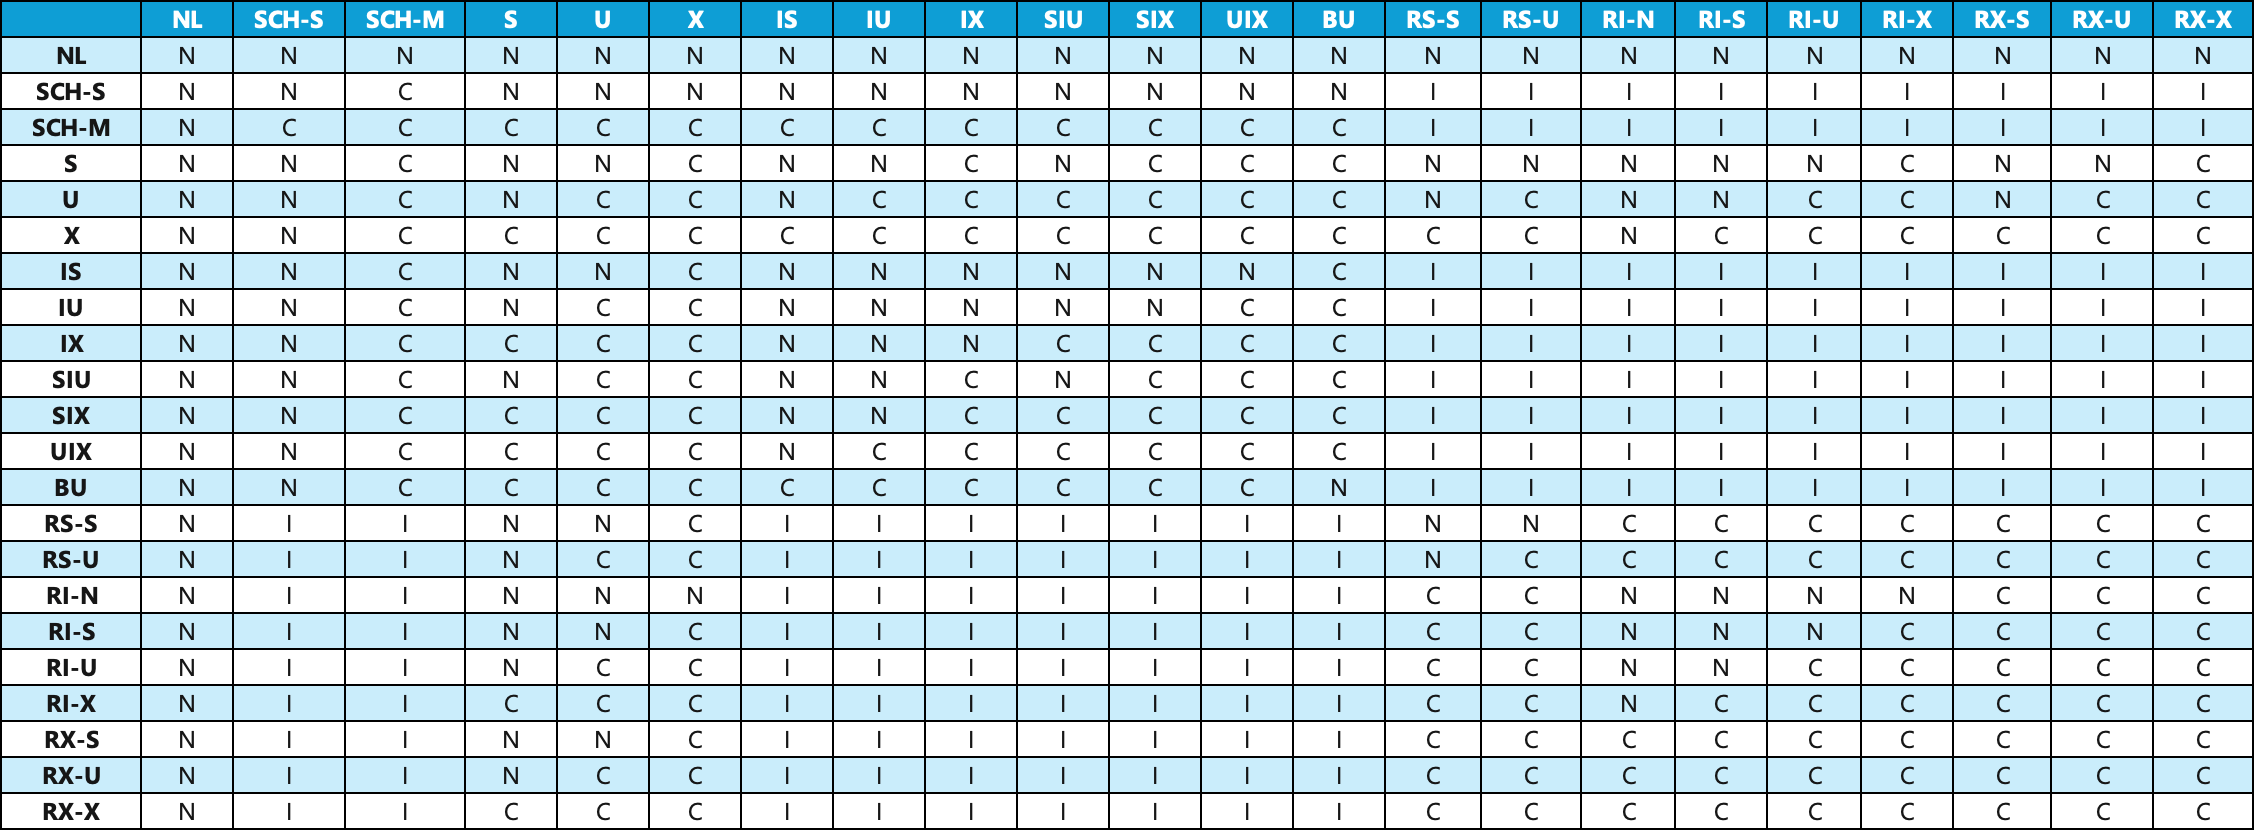 NL SCH-S SCH-M S U X IS IU IX SIU SIX UIX BU RS-S RS-U RI-N RI-S RI-U RI-X RX-S RX-U RX-X
NL N N N N N N N N N N N N N N N N N N N N N N
SCH-S N N C N N N N N N N N N N I I I I I I I I I
SCH-M N C C C C C C C C C C C C I I I I I I I I I
S N N C N N C N N C N C C C N N N N N C N N C
U N N C N C C N C C C C C C N C N N C C N C C
X N N C C C C C C C C C C C C C N C C C C C C
IS N N C N N C N N N N N N C I I I I I I I I I
IU N N C N C C N N N N N C C I I I I I I I I I
IX N N C C C C N N N C C C C I I I I I I I I I
SIU N N C N C C N N C N C C C I I I I I I I I I
SIX N N C C C C N N C C C C C I I I I I I I I I
UIX N N C C C C N C C C C C C I I I I I I I I I
BU N N C C C C C C C C C C N I I I I I I I I I
RS-S N I I N N C I I I I I I I N N C C C C C C C
RS-U N I I N C C I I I I I I I N C C C C C C C C
RI-N N I I N N N I I I I I I I C C N N N N C C C
RI-S N I I N N C I I I I I I I C C N N N C C C C
RI-U N I I N C C I I I I I I I C C N N C C C C C
RI-X N I I C C C I I I I I I I C C N C C C C C C
RX-S N I I N N C I I I I I I I C C C C C C C C C
RX-U N I I N C C I I I I I I I C C C C C C C C C
RX-X N I I C C C I I I I I I I C C C C C C C C C